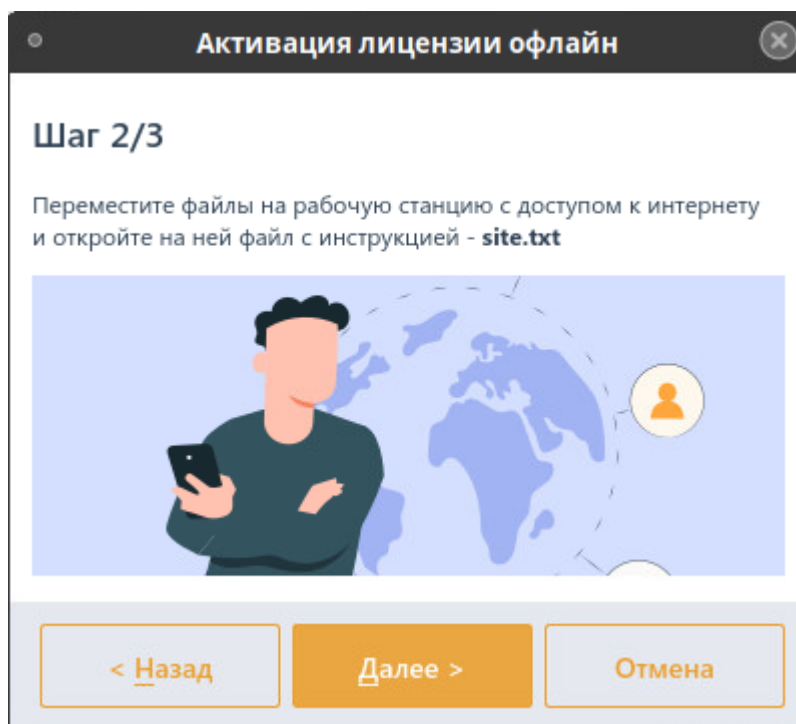 Активация лицензии офлайн
Шаг 2/3
Переместите файлы на рабочую станцию с доступом к интернету
и откройте на ней файл с инструкцией - site.txt
< Назад
Далее >
Отмена